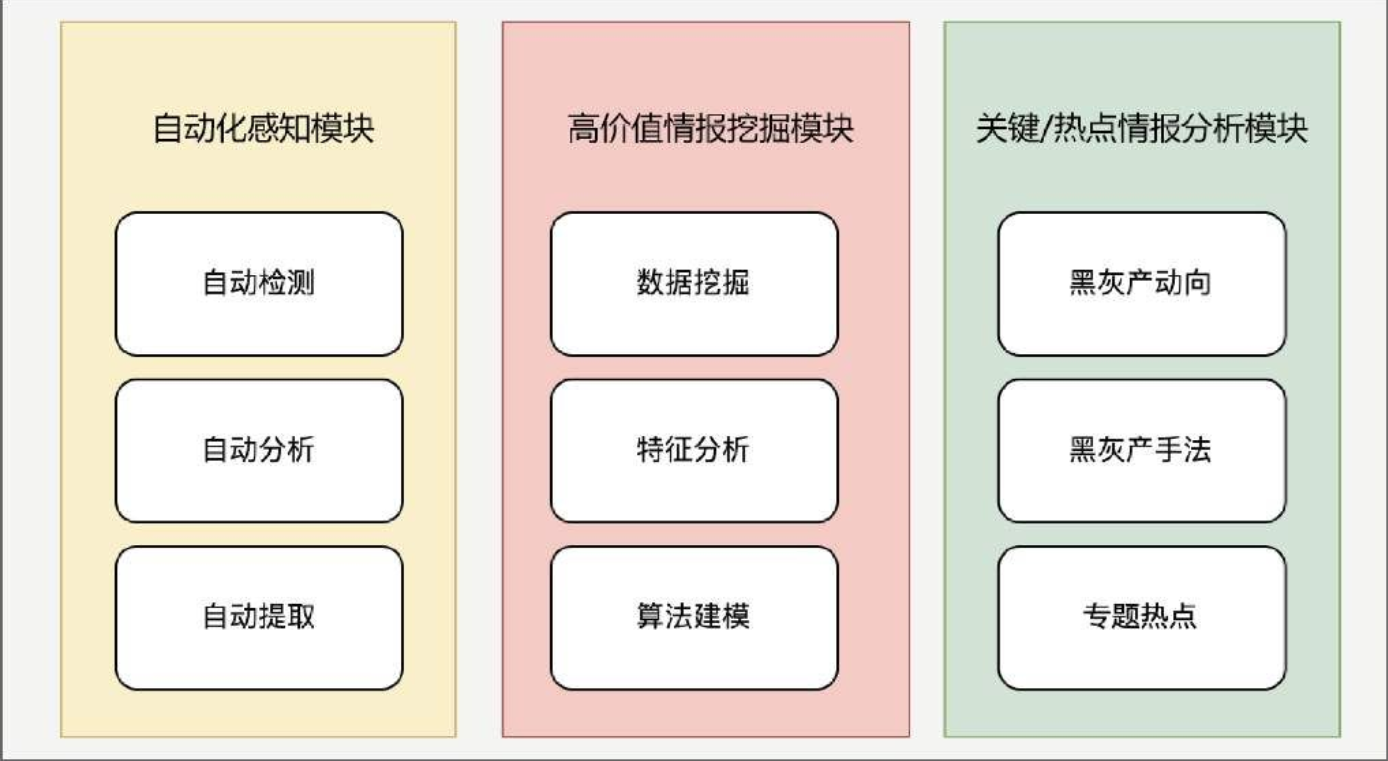 自动化感知模块
自动检测
自动分析
自动提取
高价值情报挖掘模块
数据挖掘
特征分析
算法建模
关键/热点情报分析模块
黑灰产动向
黑灰产手法
专题热点